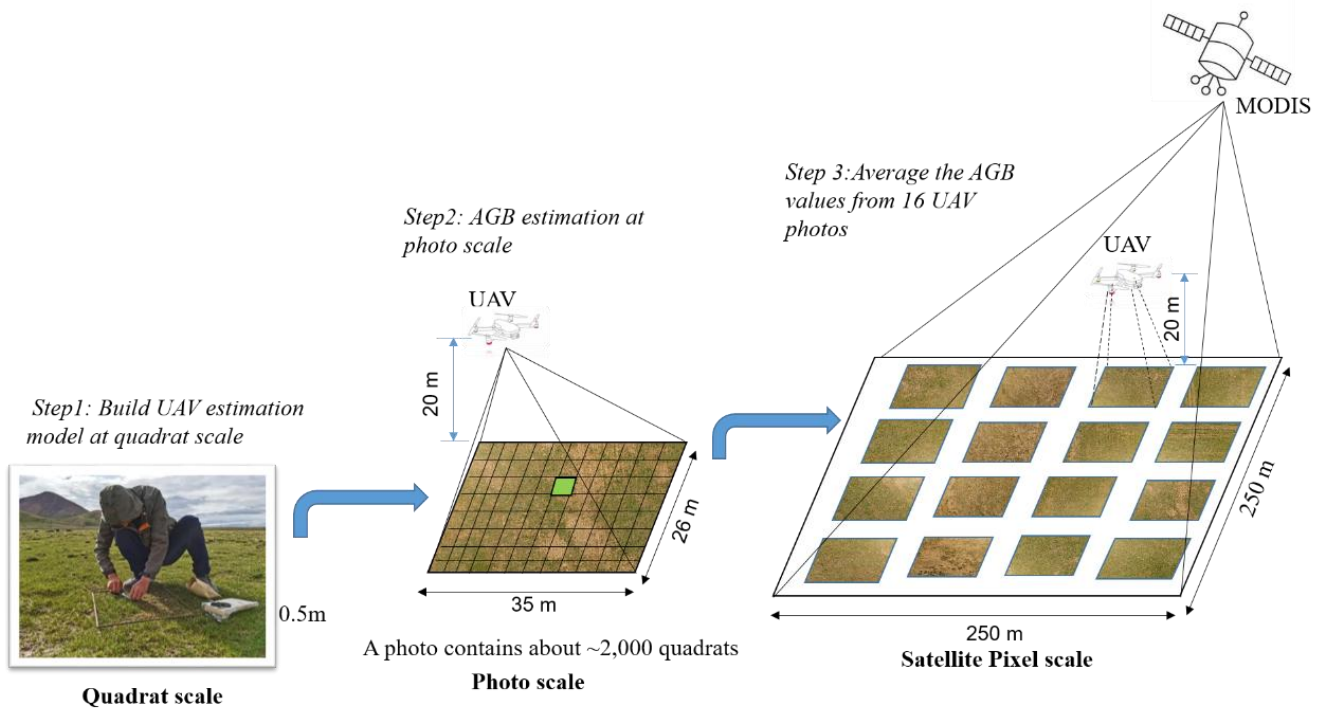 MODIS
Step 3:Average the AGB
values from 16 UAV
photos
Step2: AGB estimation at
photo scale
UAV
UAV
20 m
20 m
Step1: Build UAV estimation
model at quadrat scale
0.5m
26 m
35 m
250 m
250 m
A photo contains about ~2,000 quadrats
Quadrat scale
Photo scale
Satellite Pixel scale